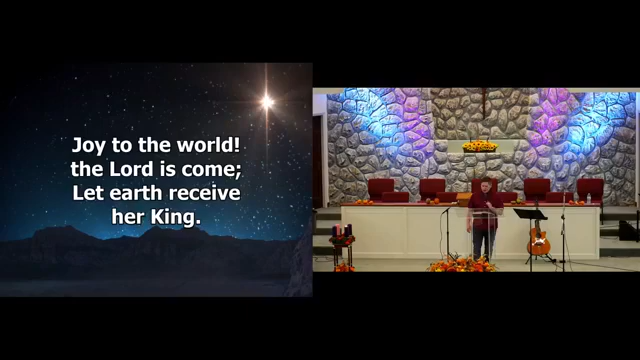 Joy to the world!
the Lord is come;
Let earth receive
her King.